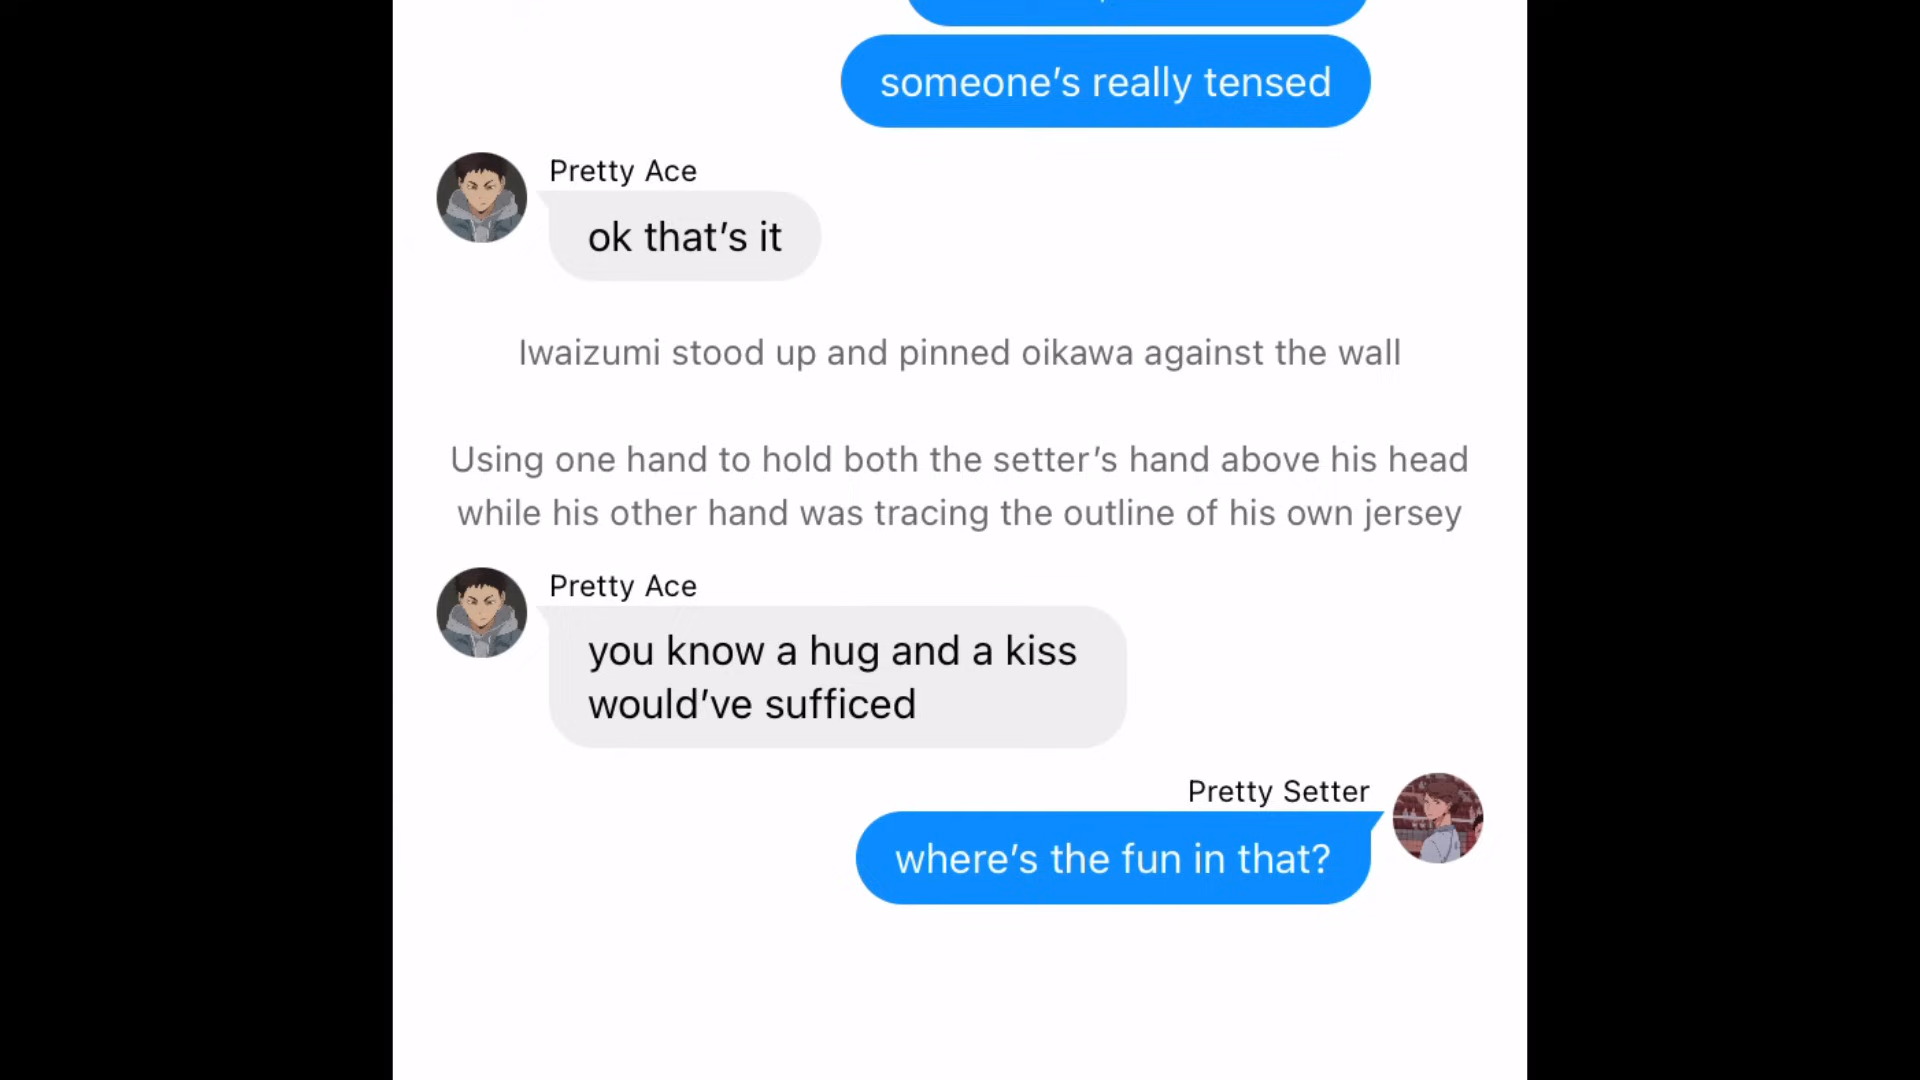 someone's really tensed
Pretty Ace
ok that's it
Iwaizumi stood up and pinned oikawa against the wall
Using one hand to hold both the setter's hand above his head
while his other hand was tracing the outline of his own jersey
Pretty Ace
you know a hug and a kiss
would've sufficed
Pretty Setter
where's the fun in that?